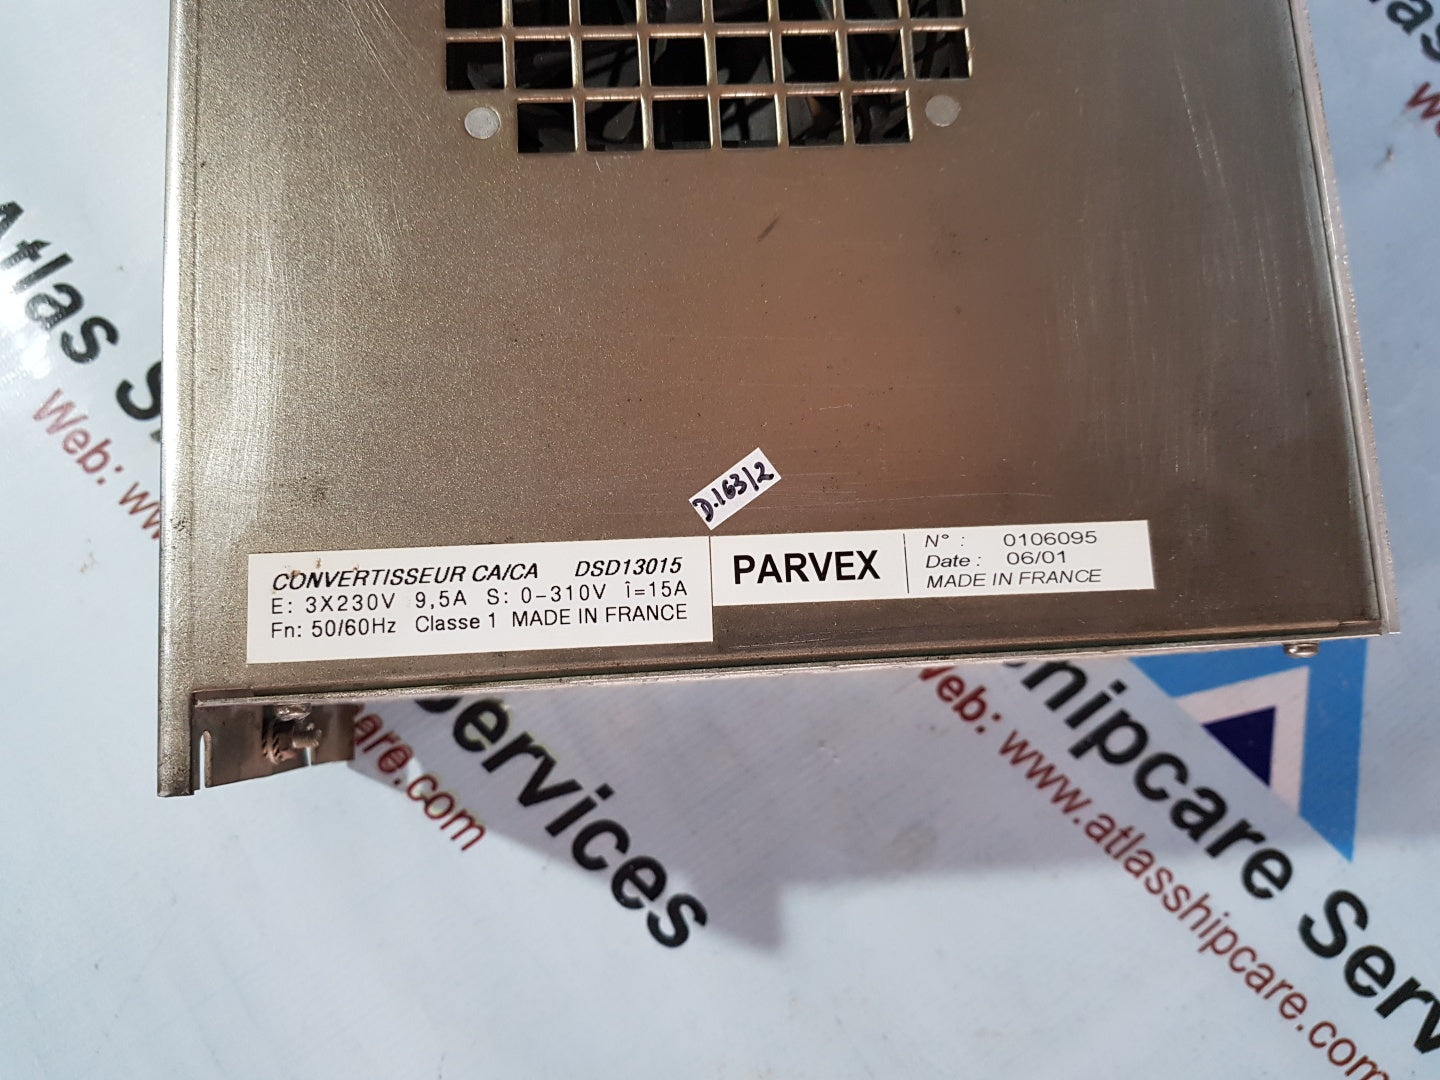 D.163/2
CONVERTISSEUR CA/CA DSD13015
E: 3X230V 9,5A S: 0-310V Î=15A
Fn: 50/60Hz Classe 1 MADE IN FRANCE
PARVEX
N° : 0106095
Date : 06/01
MADE IN FRANCE
Atlas S
Web: ww
Services
are.com
hipcare Serv
Web: www.atlasshipcare.com